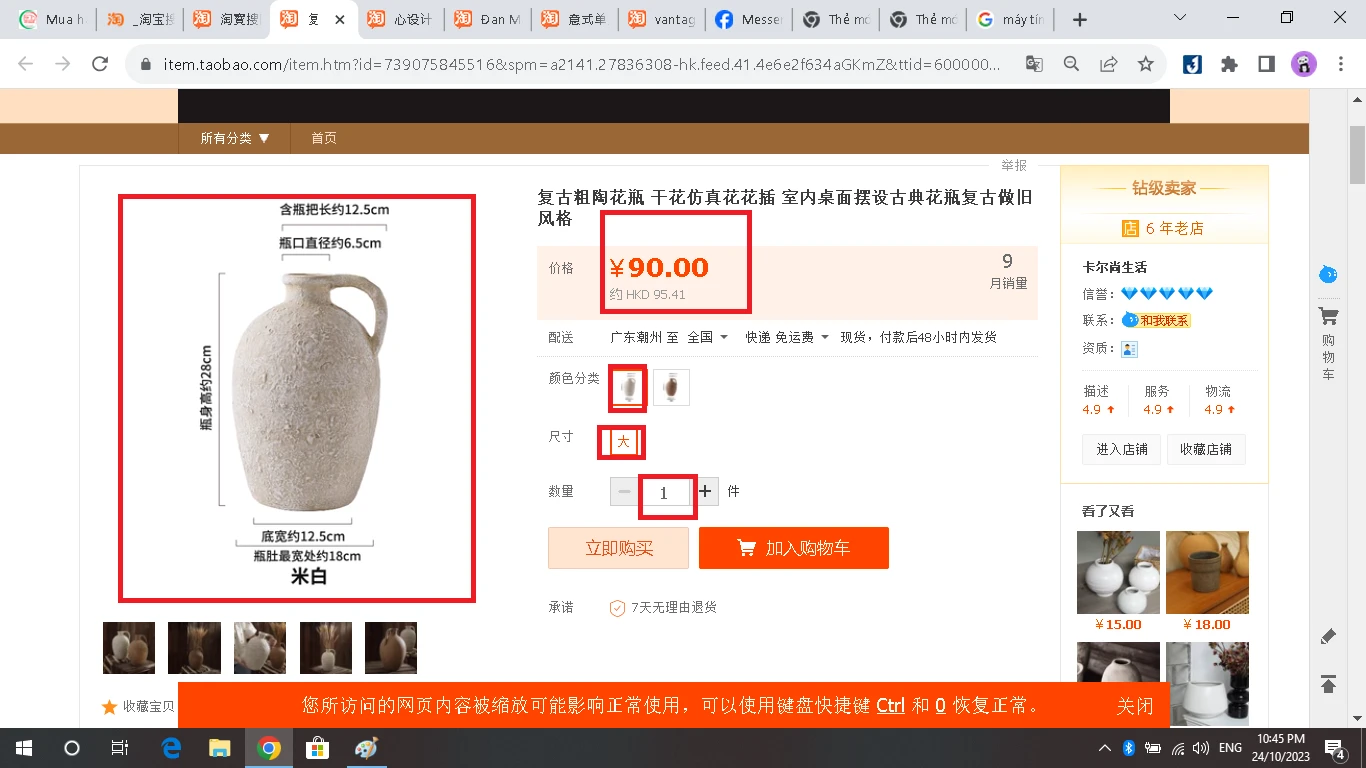 Mua h
_淘宝搜
淘寶搜
复
心设计
Đan M
意式单
vantag
Messe
Thẻ mớ
Thẻ mớ
máy tín
item.taobao.com/item.htm?id=739075845516&spm=a2141.27836308-hk.feed.41.4e6e2f634aGKmZ&ttid=600000...
所有分类 ▼
首页
举报
含瓶把长约12.5cm
瓶口直径约6.5cm
瓶身高约28cm
底宽约12.5cm
瓶肚最宽处约18cm
米白
收藏宝贝
复古粗陶花瓶 干花仿真花花插 室内桌面摆设古典花瓶复古做旧
风格
价格
¥90.00
约 HKD 95.41
9
月销量
配送
广东潮州 至 全国 快递 免运费 现货，付款后48小时内发货
颜色分类
尺寸
大
数量
1
件
立即购买
加入购物车
承诺
7天无理由退货
钻级卖家
店 6 年老店
卡尔尚生活
信誉：
联系： 和我联系
资质：
描述 服务 物流
4.9 4.9 4.9
进入店铺 收藏店铺
看了又看
¥15.00 ¥18.00
购物车
您所访问的网页内容被缩放可能影响正常使用，可以使用键盘快捷键 Ctrl 和 0 恢复正常。
关闭
ENG
10:45 PM
24/10/2023
4